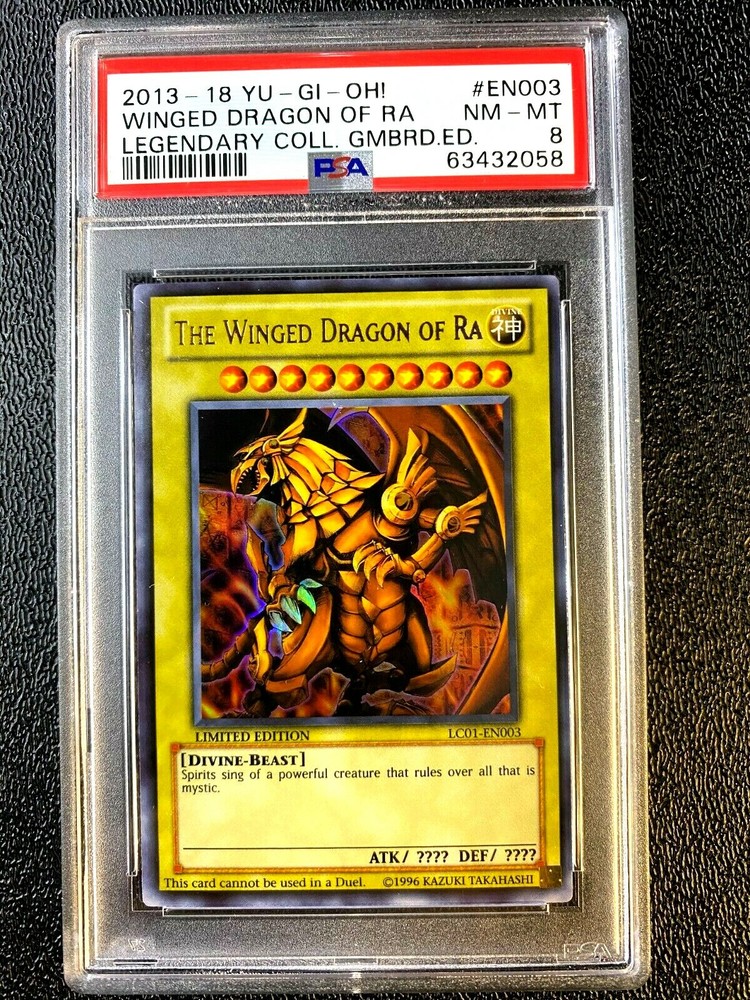 2013 - 18 YU - GI - OH! #EN003
WINGED DRAGON OF RA NM - MT
LEGENDARY COLL. GMBRD.ED. 8
PSA 63432058
THE WINGED DRAGON OF RA
DIVINE
神
LIMITED EDITION LC01-EN003
[DIVINE-BEAST]
Spirits sing of a powerful creature that rules over all that is
mystic.
ATK/ ???? DEF/ ????
This card cannot be used in a Duel. ©1996 KAZUKI TAKAHASHI
PSA